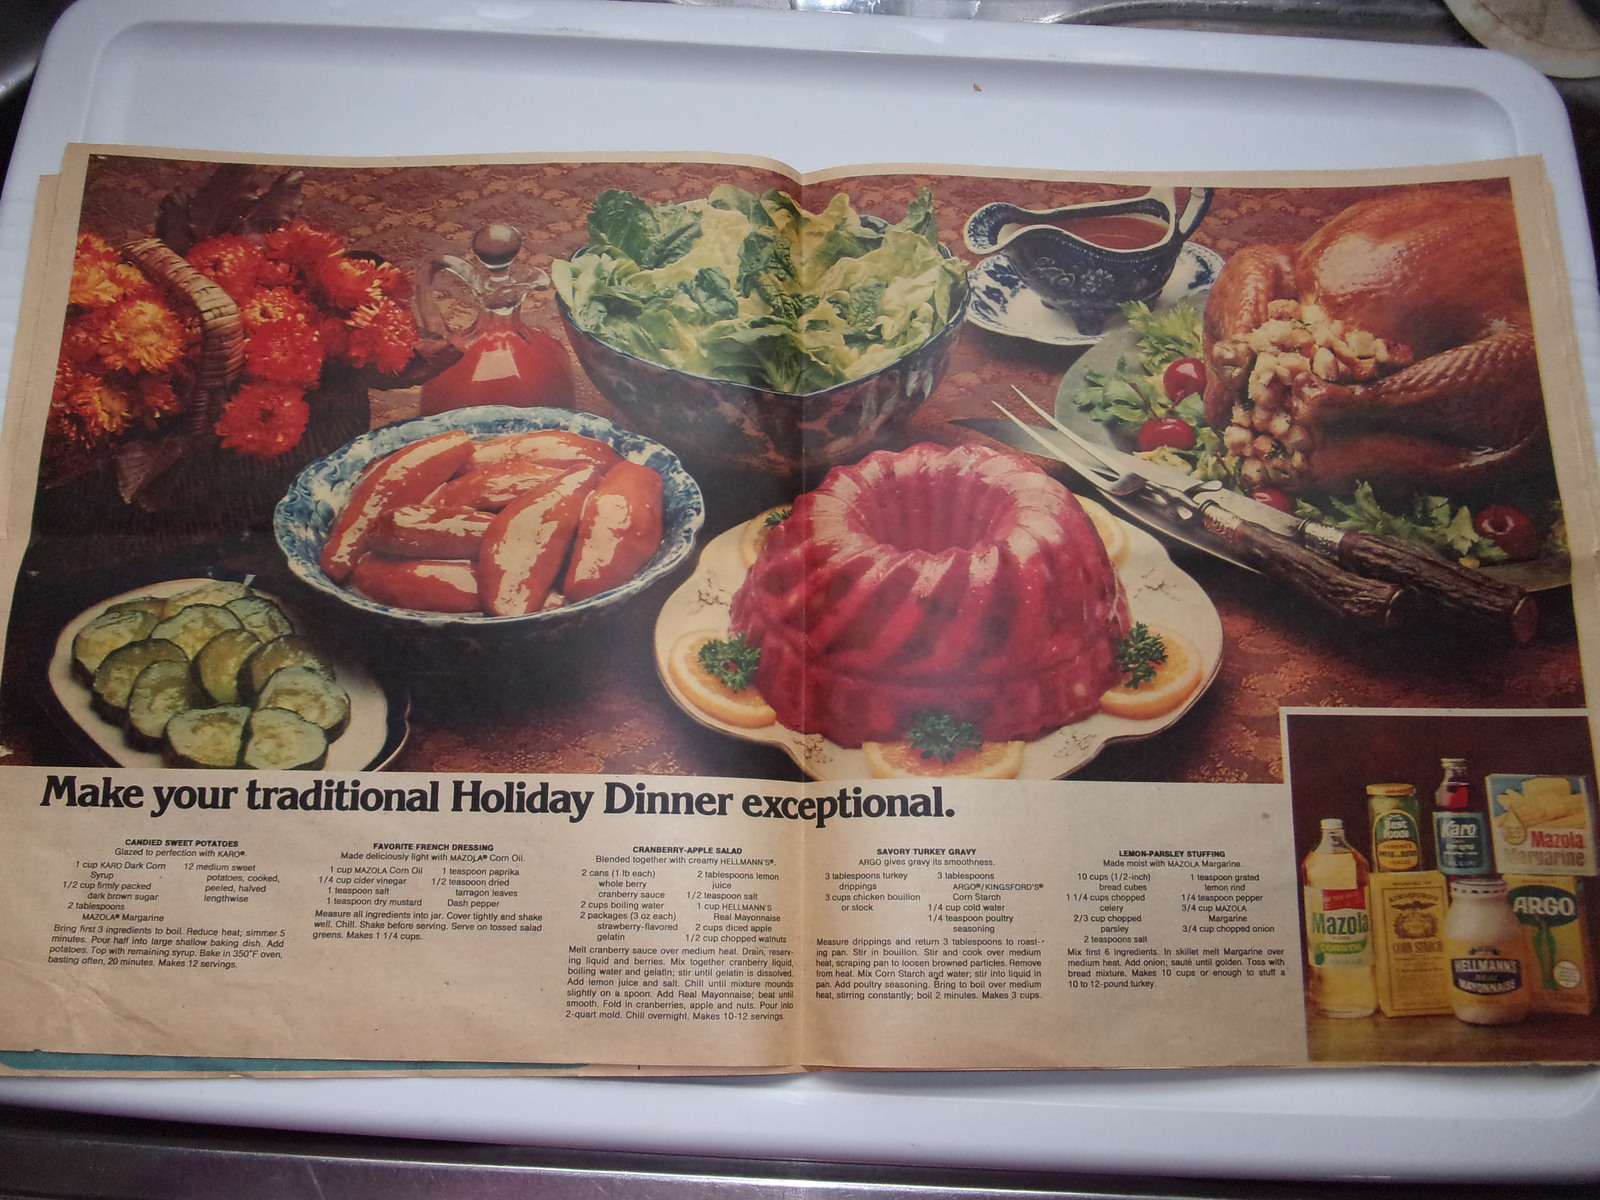 Make your traditional Holiday Dinner exceptional.
CANDIED SWEET POTATOES
Glazed to perfection with KARO®.
1 cup KARO Dark Corn
Syrup
1/2 cup firmly packed
dark brown sugar
2 tablespoons
MAZOLA® Margarine
12 medium sweet
potatoes, cooked,
peeled, halved
lengthwise
Bring first 3 ingredients to boil. Reduce heat; simmer 5
minutes. Pour half into large shallow baking dish. Add
potatoes. Top with remaining syrup. Bake in 350°F oven,
basting often, 20 minutes. Makes 12 servings.
FAVORITE FRENCH DRESSING
Made deliciously light with MAZOLA® Corn Oil.
1 cup MAZOLA Corn Oil
1/4 cup cider vinegar
1 teaspoon salt
1 teaspoon dry mustard
1 teaspoon paprika
1/2 teaspoon dried
tarragon leaves
Dash pepper
Measure all ingredients into jar. Cover tightly and shake
well. Chill. Shake before serving. Serve on tossed salad
greens. Makes 1 1/4 cups.
CRANBERRY-APPLE SALAD
Blended together with creamy HELLMANN'S®.
2 cans (1 lb each)
whole berry
cranberry sauce
2 cups boiling water
2 packages (3 oz each)
strawberry-flavored
gelatin
2 tablespoons lemon
juice
1/2 teaspoon salt
1 cup HELLMANN'S
Real Mayonnaise
2 cups diced apple
1/2 cup chopped walnuts
Melt cranberry sauce over medium heat. Drain, reserv-
ing liquid and berries. Mix together cranberry liquid,
boiling water and gelatin; stir until gelatin is dissolved.
Add lemon juice and salt. Chill until mixture mounds
slightly on a spoon. Add Real Mayonnaise; beat until
smooth. Fold in cranberries, apple and nuts. Pour into
2-quart mold. Chill overnight. Makes 10-12 servings.
SAVORY TURKEY GRAVY
ARGO gives gravy its smoothness.
3 tablespoons turkey
drippings
3 cups chicken bouillon
or stock
3 tablespoons
ARGO®/KINGSFORD'S®
Corn Starch
1/4 cup cold water
1/4 teaspoon poultry
seasoning
Measure drippings and return 3 tablespoons to roast-
ing pan. Stir in bouillon. Stir and cook over medium
heat, scraping pan to loosen browned particles. Remove
from heat. Mix Corn Starch and water; stir into liquid in
pan. Add poultry seasoning. Bring to boil over medium
heat, stirring constantly; boil 2 minutes. Makes 3 cups.
LEMON-PARSLEY STUFFING
Made moist with MAZOLA Margarine.
10 cups (1/2-inch)
bread cubes
1 1/4 cups chopped
celery
2/3 cup chopped
parsley
2 teaspoons salt
1 teaspoon grated
lemon rind
1/4 teaspoon pepper
3/4 cup MAZOLA
Margarine
3/4 cup chopped onion
Mix first 6 ingredients. In skillet melt Margarine over
medium heat. Add onion; sauté until golden. Toss with
bread mixture. Makes 10 cups or enough to stuff a
10 to 12-pound turkey.
Best
Foods
Karo
Mazola
Margarine
Mazola
CORN OIL
KINGSFORD'S
CORN STARCH
HELLMANN'S
REAL
MAYONNAISE
ARGO